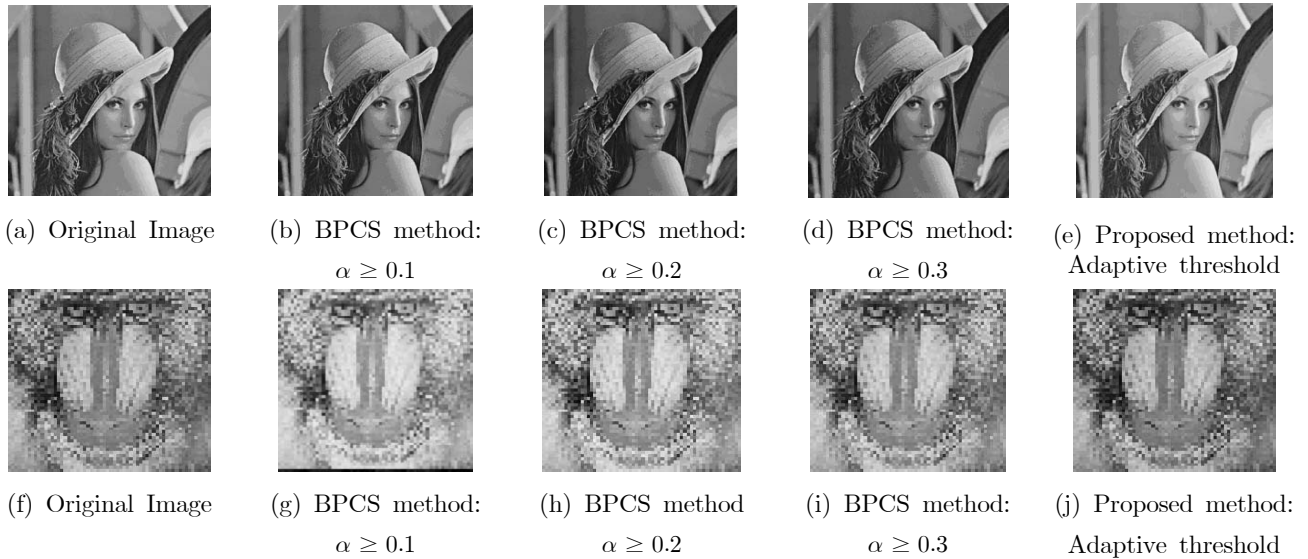 (a) Original Image
(b) BPCS method:
α ≥ 0.1
(c) BPCS method:
α ≥ 0.2
(d) BPCS method:
α ≥ 0.3
(e) Proposed method:
Adaptive threshold
(f) Original Image
(g) BPCS method:
α ≥ 0.1
(h) BPCS method
α ≥ 0.2
(i) BPCS method:
α ≥ 0.3
(j) Proposed method:
Adaptive threshold